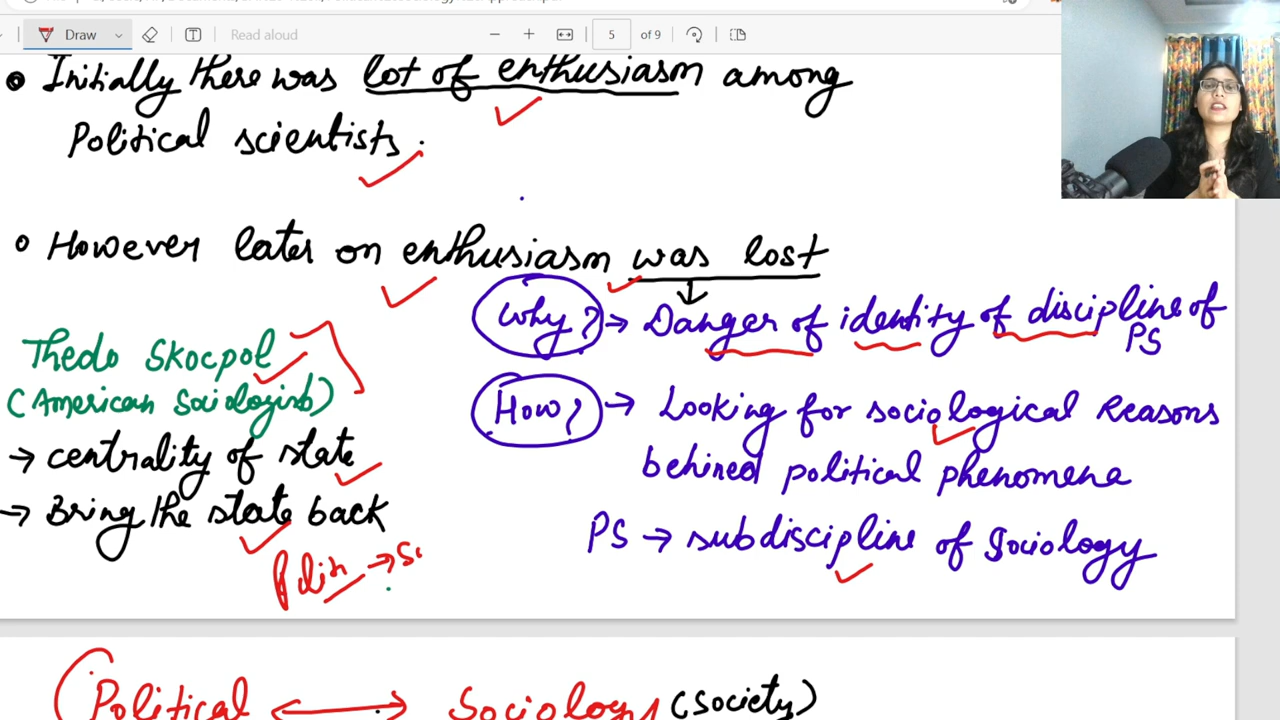 Draw
Read aloud
5
of 9
Initially there was lot of enthusiasm among
Political scientists.
However later on enthusiasm was lost
Why? → Danger of identity of discipline of
PS
Thedo Skocpol
(American Sociologist)
→ centrality of state
→ Bring the state back
How? → Looking for sociological Reasons
behined political phenomena
PS → subdiscipline of Sociology
Political ↔ Sociology (society)